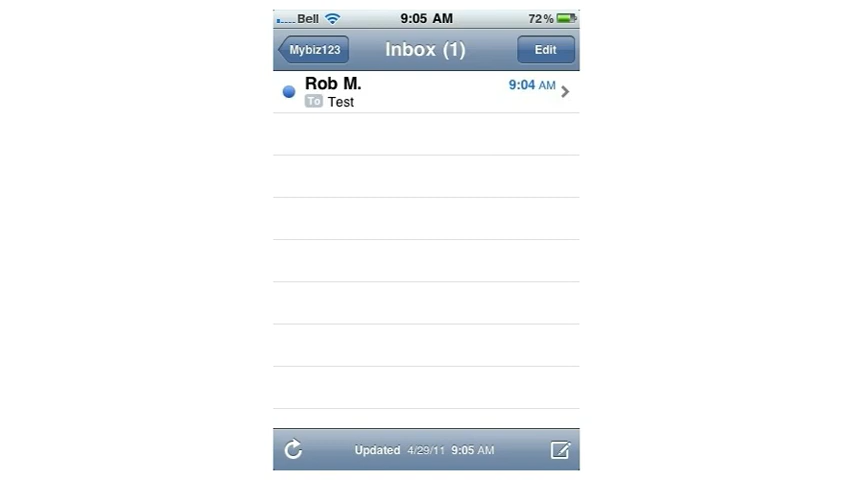 Bell 9:05 AM 72%
Mybiz123 Inbox (1) Edit
Rob M. 9:04 AM
To Test
Updated 4/29/11 9:05 AM